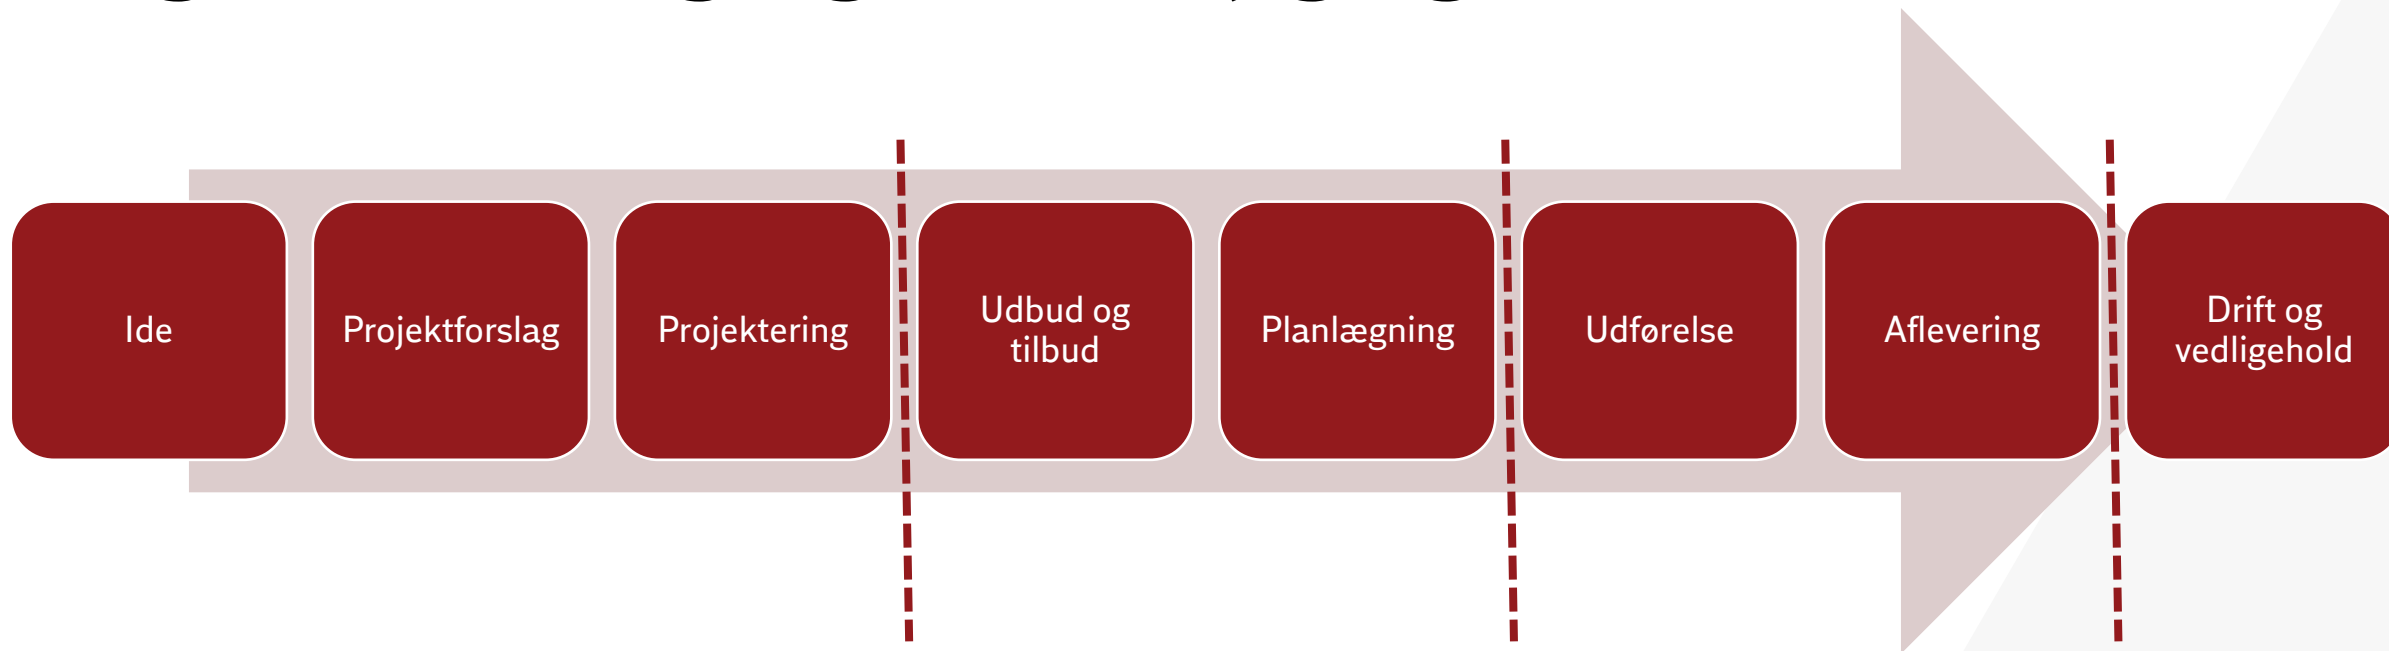 Ide
Projektforslag
Projektering
Udbud og
tilbud
Planlægning
Udførelse
Aflevering
Drift og
vedligehold